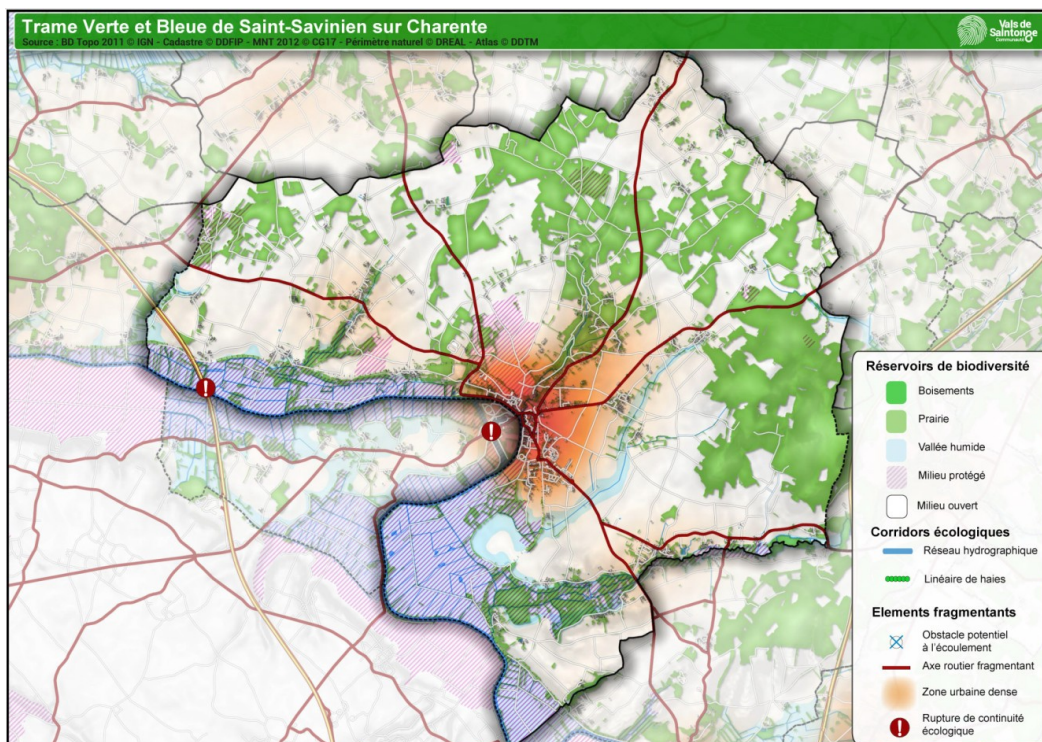 Trame Verte et Bleue de Saint-Savinien sur Charente
Source : BD Topo 2011 © IGN - Cadastre © DDFIP - MNT 2012 © CG17 - Périmètre naturel © DREAL - Atlas © DDTM
Vals de
Saintonge
Communauté
Réservoirs de biodiversité
Boisements
Prairie
Vallée humide
Milieu protégé
Milieu ouvert
Corridors écologiques
Réseau hydrographique
Linéaire de haies
Elements fragmentants
Obstacle potentiel
à l'écoulement
Axe routier fragmentant
Zone urbaine dense
Rupture de continuité
écologique